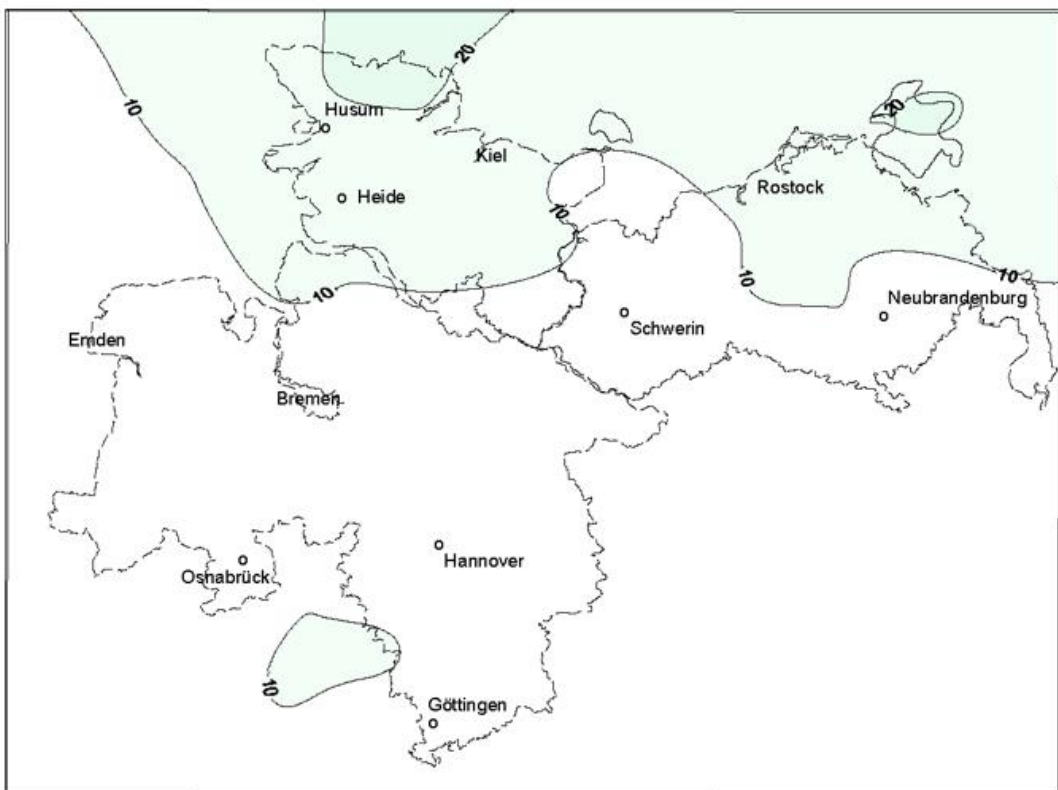 20
10
20
Husum
Kiel
Rostock
Heide
10
10
10
10
Neubrandenburg
Schwerin
Emden
Bremen
Hannover
Osnabrück
10
Göttingen